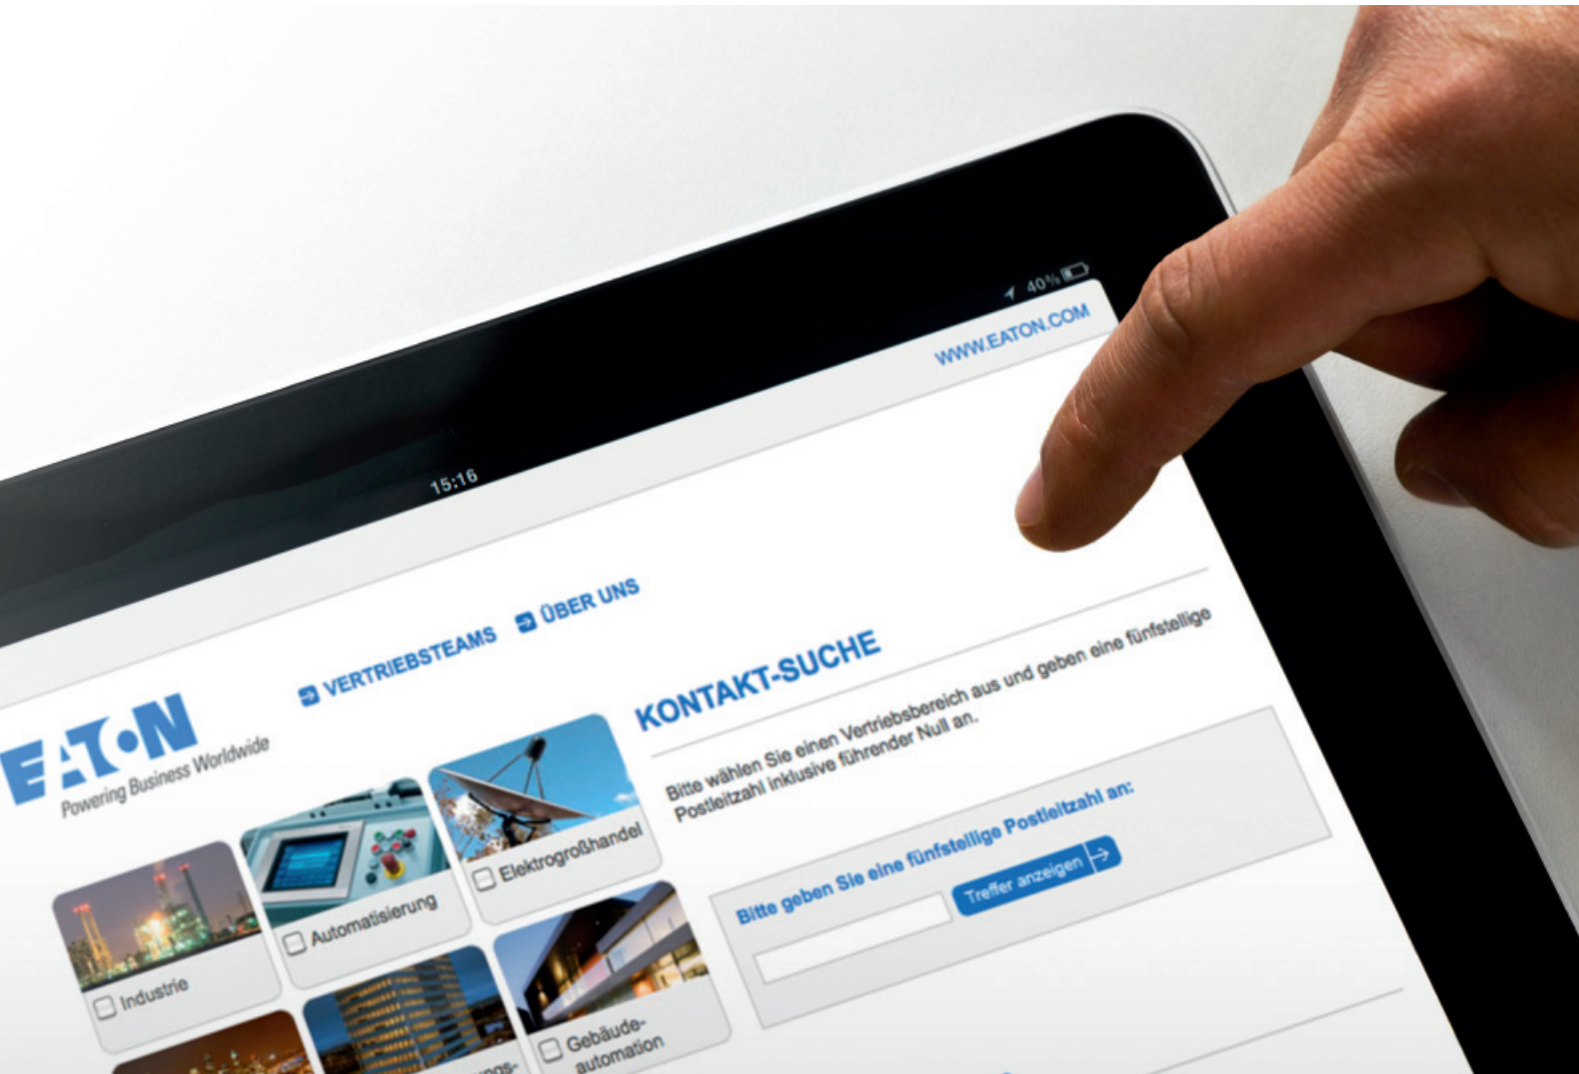 40%
15:16
WWW.EATON.COM
VERTRIEBSTEAMS
ÜBER UNS
EATON
Powering Business Worldwide
KONTAKT-SUCHE
Bitte wählen Sie einen Vertriebsbereich aus und geben eine fünfstellige
Postleitzahl inklusive führender Null an.
Bitte geben Sie eine fünfstellige Postleitzahl an:
Treffer anzeigen
Industrie
Automatisierung
Elektrogroßhandel
Gebäude-
automation